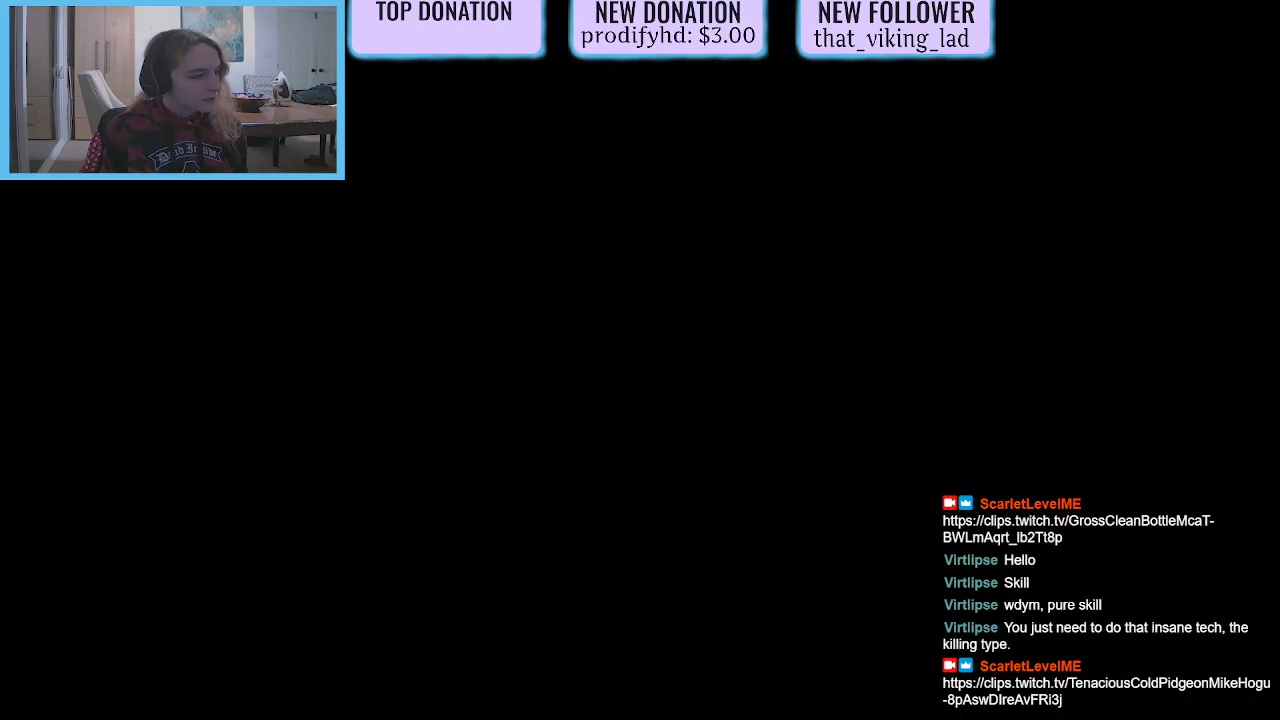 TOP DONATION
NEW DONATION
prodifyhd: $3.00
NEW FOLLOWER
that_viking_lad
ScarletLevelME
https://clips.twitch.tv/GrossCleanBottleMcaT-
BWLmAqrt_lb2Tt8p
Virtlipse Hello
Virtlipse Skill
Virtlipse wdym, pure skill
Virtlipse You just need to do that insane tech, the
killing type.
ScarletLevelME
https://clips.twitch.tv/TenaciousColdPidgeonMikeHogu
-8pAswDIreAvFRi3j